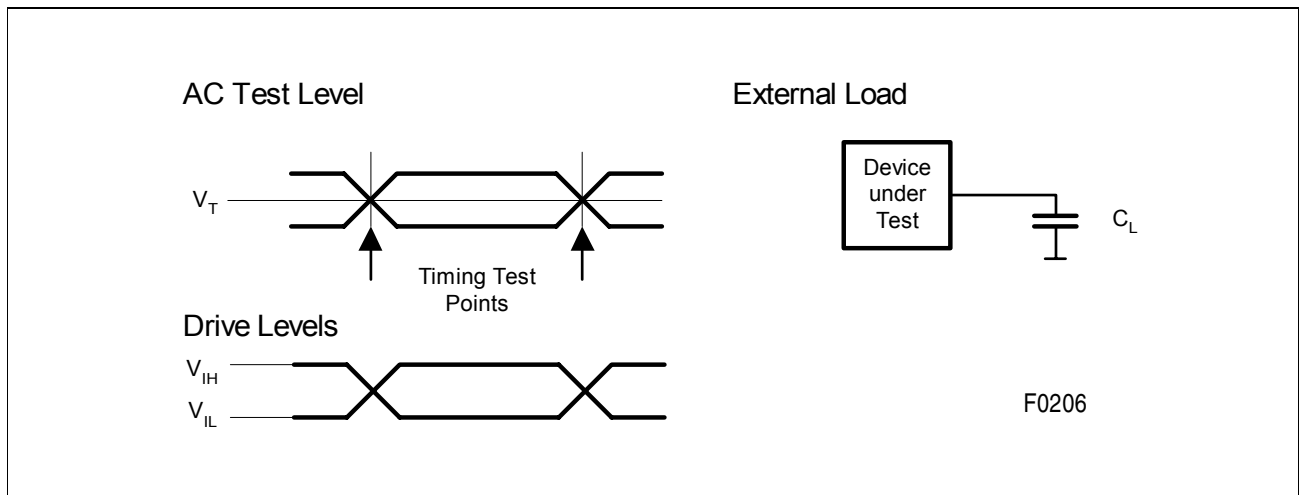 AC Test Level
External Load
V_T
Timing Test
Points
Device
under
Test
C_L
Drive Levels
V_IH
V_IL
F0206